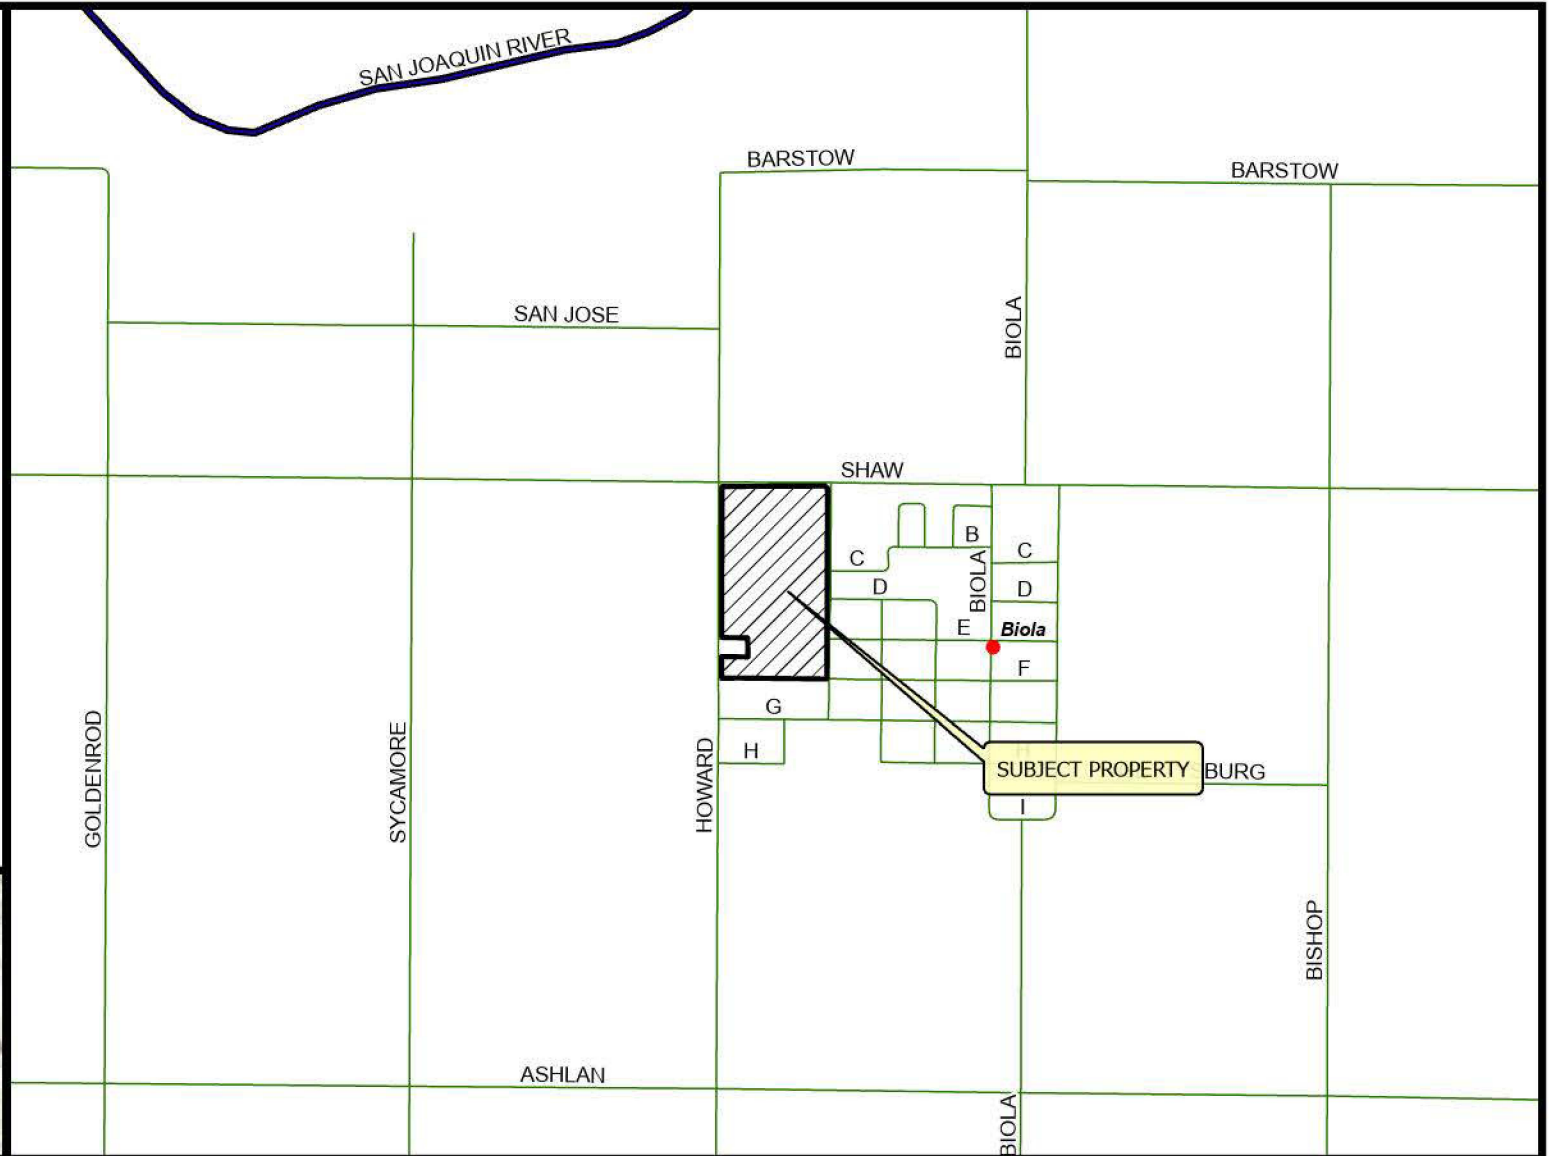 SAN JOAQUIN RIVER
BARSTOW
BARSTOW
BIOLA
SAN JOSE
SHAW
B
C
C
BIOLA
D
D
E
Biola
F
G
H
GOLDENROD
SYCAMORE
HOWARD
SUBJECT PROPERTY
BURG
I
BISHOP
ASHLAN
BIOLA